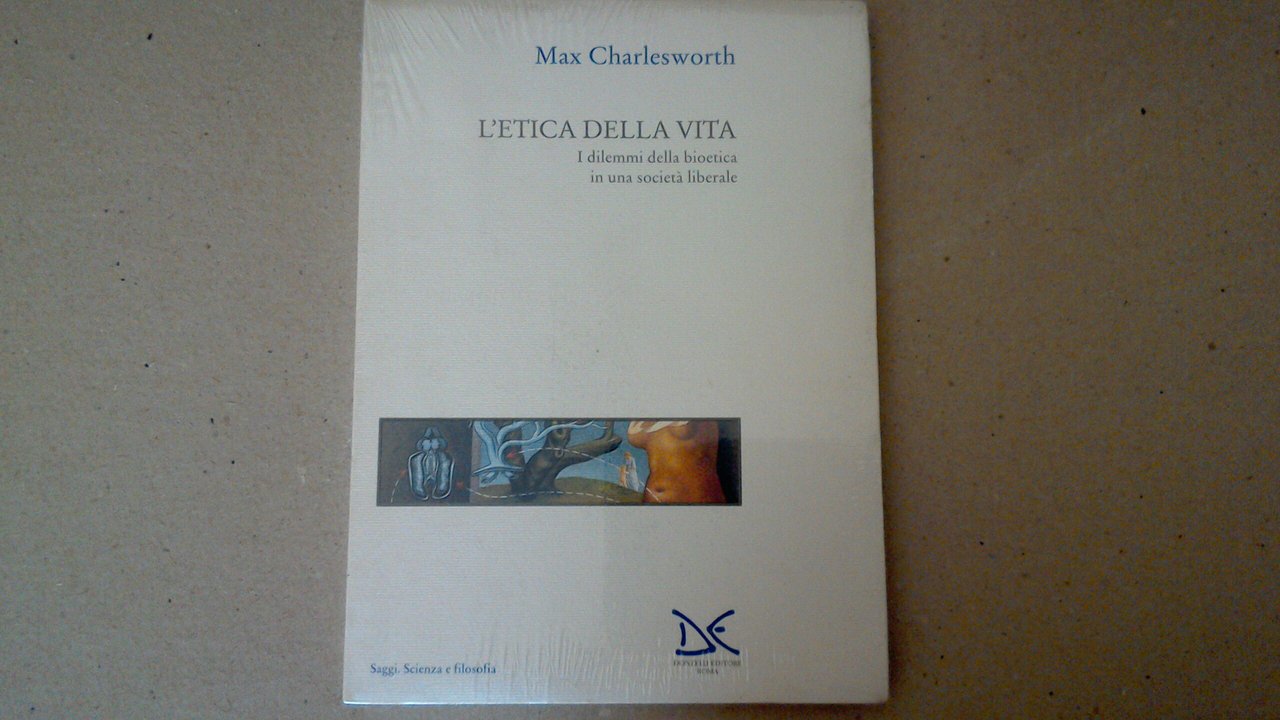 Max Charlesworth
L'ETICA DELLA VITA
I dilemmi della bioetica
in una società liberale
DE
DONZELLI EDITORE
ROMA
Saggi. Scienza e filosofia